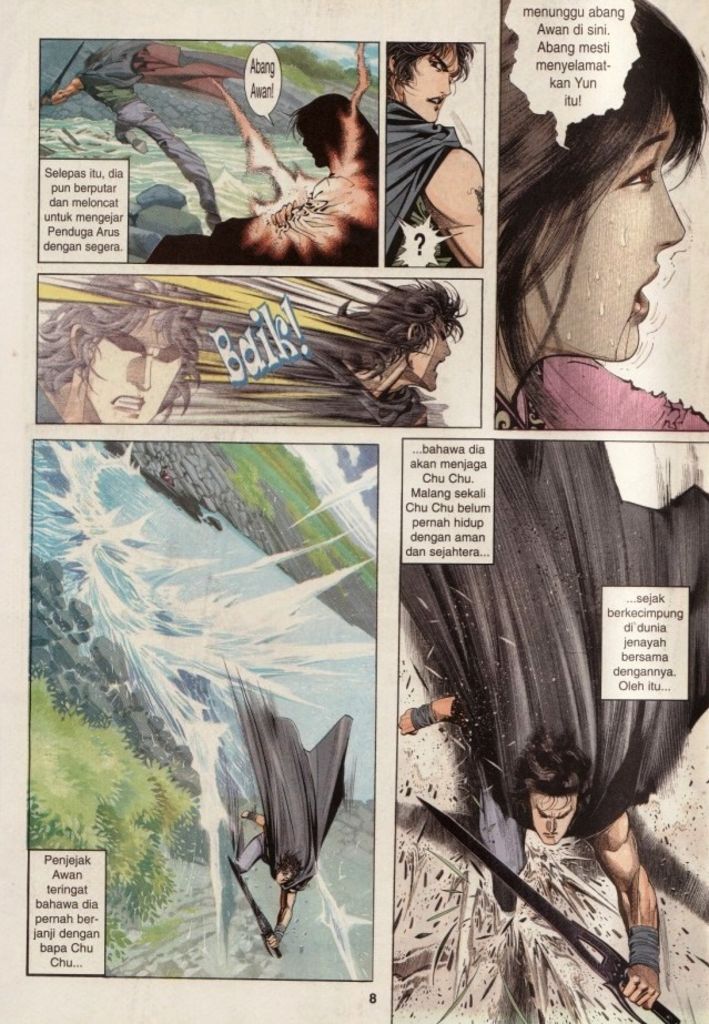 Selepas itu, dia
pun berputar
dan meloncat
untuk mengejar
Penduga Arus
dengan segera.
Abang
Awan!
?
menunggu abang
Awan di sini.
Abang mesti
menyelamat-
kan Yun
itu!
Baik!
Penjejak
Awan
teringat
bahawa dia
pernah ber-
janji dengan
bapa Chu
Chu...
...bahawa dia
akan menjaga
Chu Chu.
Malang sekali
Chu Chu belum
pernah hidup
dengan aman
dan sejahtera...
...sejak
berkecimpung
di dunia
jenayah
bersama
dengannya.
Oleh itu...
8